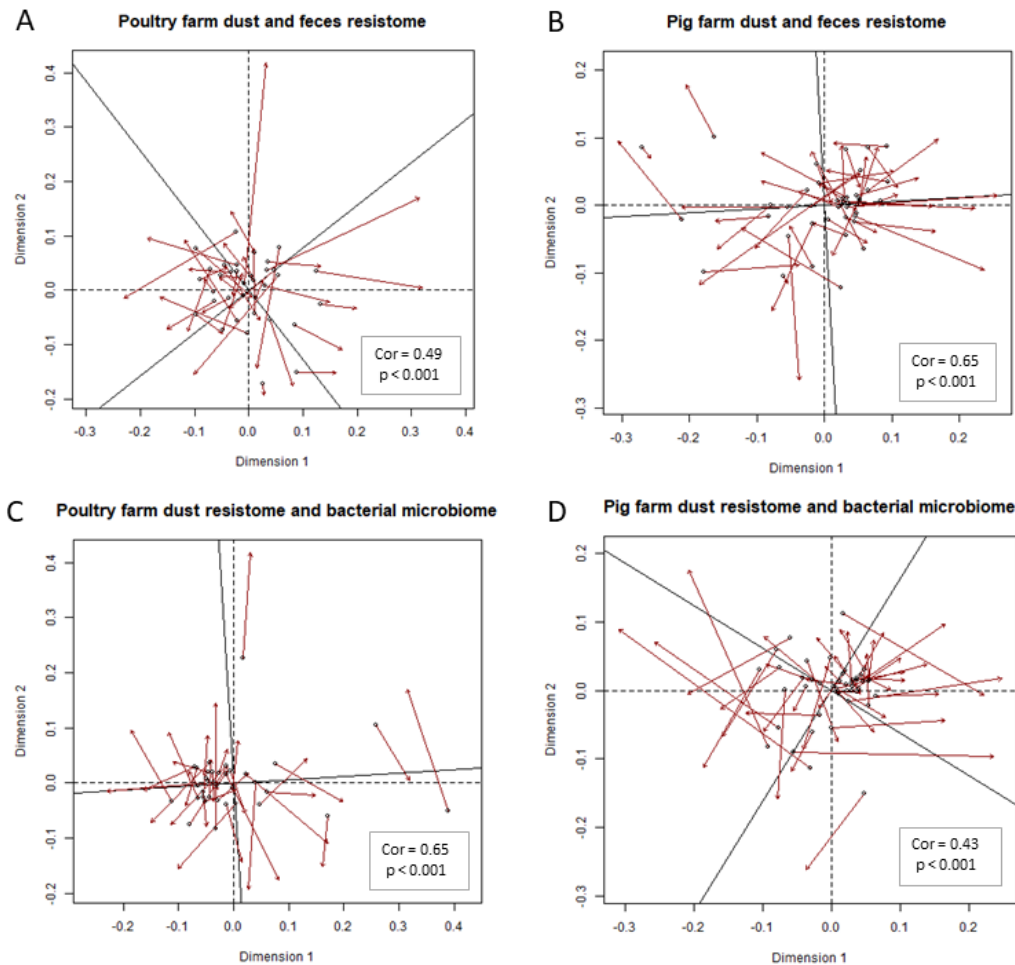 A
Poultry farm dust and feces resistome
Dimension 2
0.4
0.3
0.2
0.1
0.0
-0.1
-0.2
Cor = 0.49
p < 0.001
-0.3 -0.2 -0.1 0.0 0.1 0.2 0.3 0.4
Dimension 1
B
Pig farm dust and feces resistome
Dimension 2
0.2
0.1
0.0
-0.1
-0.2
-0.3
Cor = 0.65
p < 0.001
-0.3 -0.2 -0.1 0.0 0.1 0.2
Dimension 1
C
Poultry farm dust resistome and bacterial microbiome
Dimension 2
0.4
0.3
0.2
0.1
0.0
-0.1
-0.2
Cor = 0.65
p < 0.001
-0.2 -0.1 0.0 0.1 0.2 0.3 0.4
Dimension 1
D
Pig farm dust resistome and bacterial microbiome
Dimension 2
0.2
0.1
0.0
-0.1
-0.2
-0.3
Cor = 0.43
p < 0.001
-0.3 -0.2 -0.1 0.0 0.1 0.2
Dimension 1